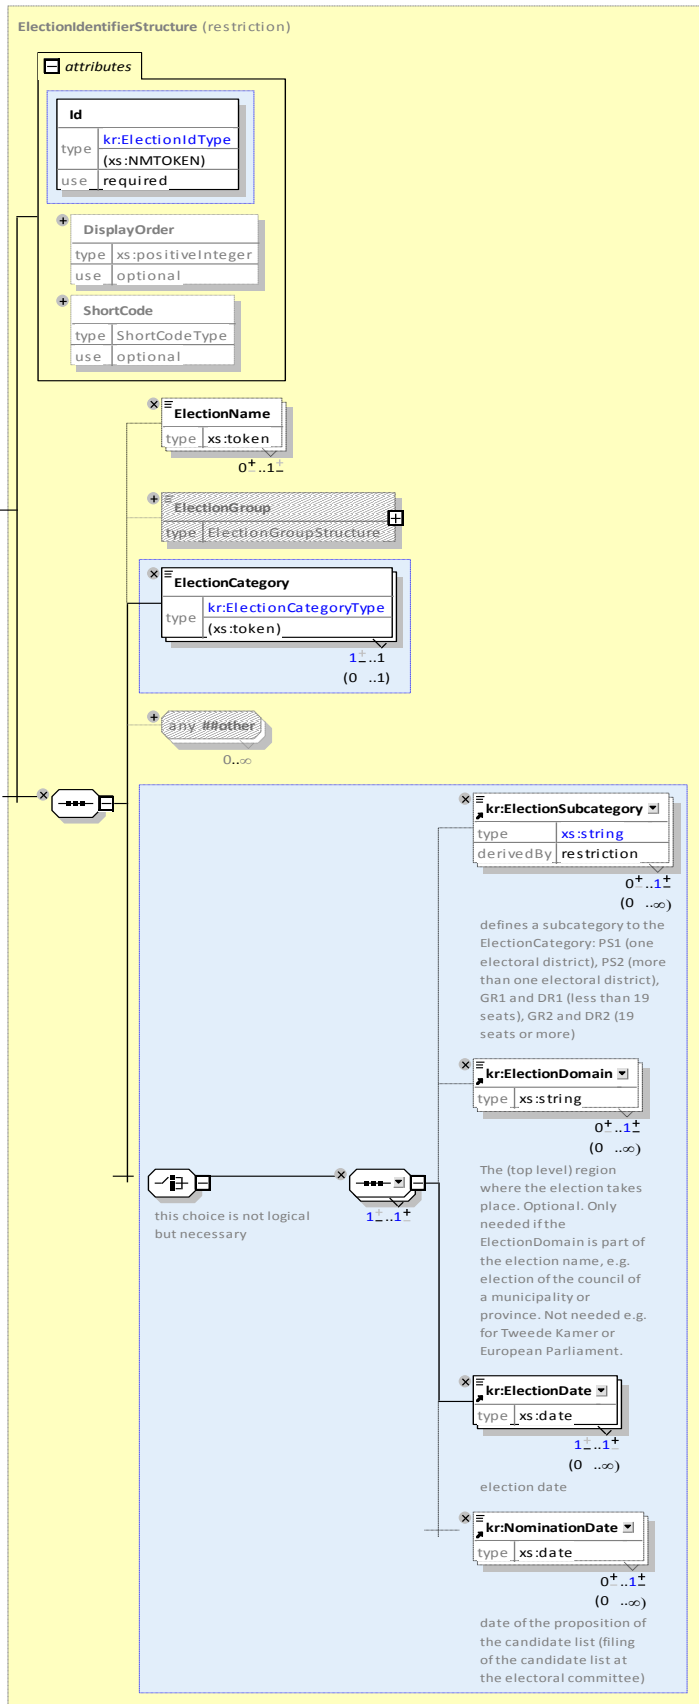 ElectionIdentifierStructure (restriction)
attributes
Id
type kr:ElectionIdType
(xs:NMTOKEN)
use required
DisplayOrder
type xs:positiveInteger
use optional
ShortCode
type ShortCodeType
use optional
ElectionName
type xs:token
0±..1±
ElectionGroup
type ElectionGroupStructure
ElectionCategory
type kr:ElectionCategoryType
(xs:token)
1±..1
(0 ..1)
any ##other
0..∞
kr:ElectionSubcategory
type xs:string
derivedBy restriction
0±..1±
(0 ..∞)
defines a subcategory to the
ElectionCategory: PS1 (one
electoral district), PS2 (more
than one electoral district),
GR1 and DR1 (less than 19
seats), GR2 and DR2 (19
seats or more)
kr:ElectionDomain
type xs:string
0±..1±
(0 ..∞)
The (top level) region
where the election takes
place. Optional. Only
needed if the
ElectionDomain is part of
the election name, e.g.
election of the council of
a municipality or
province. Not needed e.g.
for Tweede Kamer or
European Parliament.
this choice is not logical
but necessary
1±..1±
kr:ElectionDate
type xs:date
1±..1±
(0 ..∞)
election date
kr:NominationDate
type xs:date
0±..1±
(0 ..∞)
date of the proposition of
the candidate list (filing
of the candidate list at
the electoral committee)